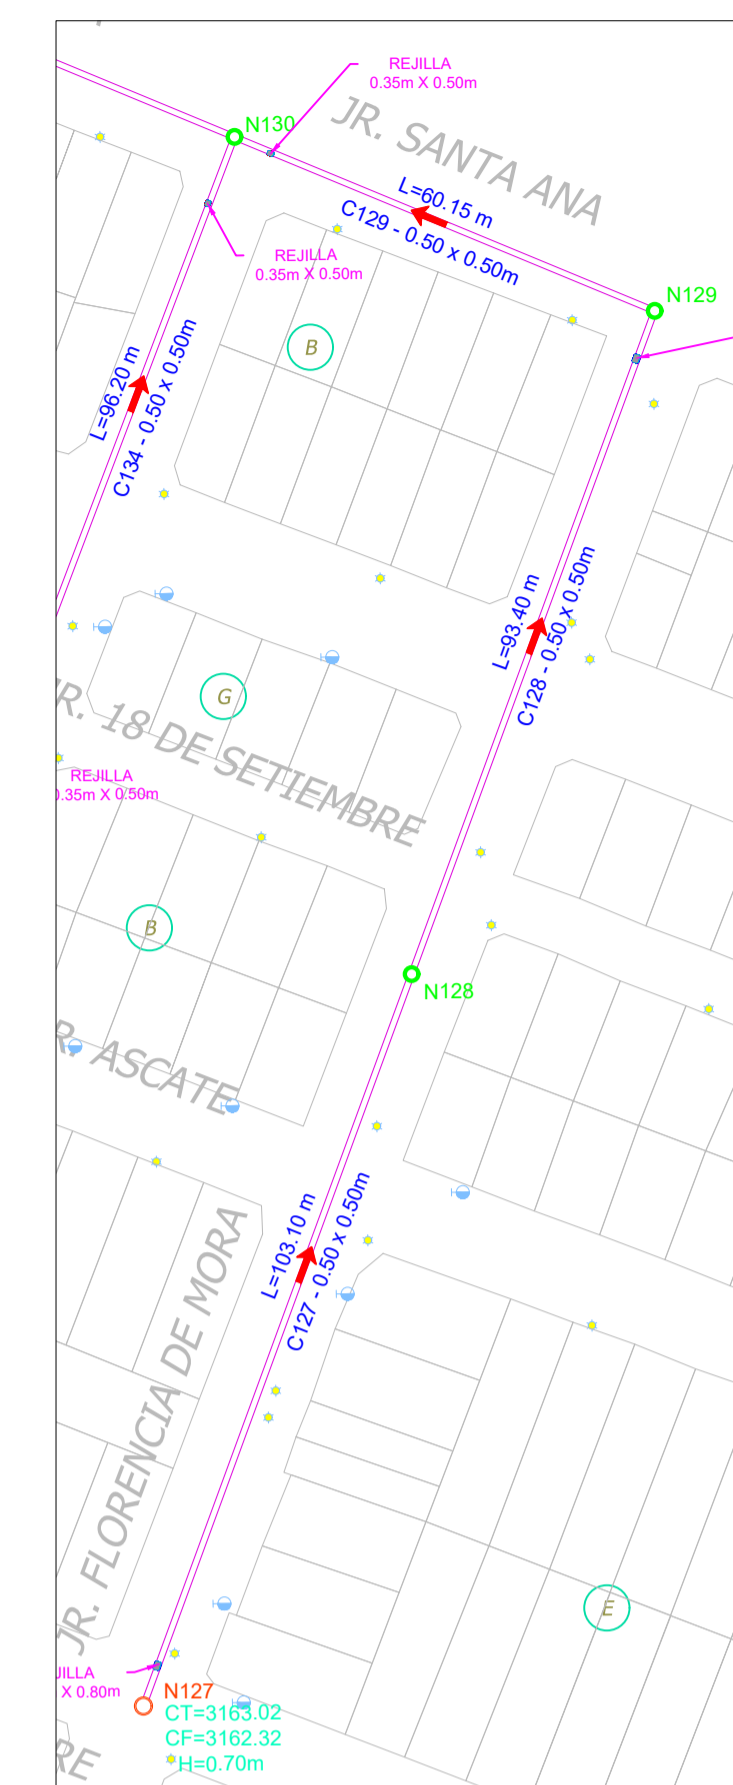 REJILLA
0.35m X 0.50m
N130
JR. SANTA ANA
L=60.15 m
C129 - 0.50 x 0.50m
REJILLA
0.35m X 0.50m
N129
B
L=96.20 m
C134 - 0.50 x 0.50m
L=93.40 m
C128 - 0.50 x 0.50m
G
JR. 18 DE SETIEMBRE
REJILLA
0.35m X 0.50m
B
N128
R. ASCATE
L=103.10 m
C127 - 0.50 x 0.50m
JR. FLORENCIA DE MORA
E
JILLA
X 0.80m
N127
CT=3163.02
CF=3162.32
H=0.70m
RE